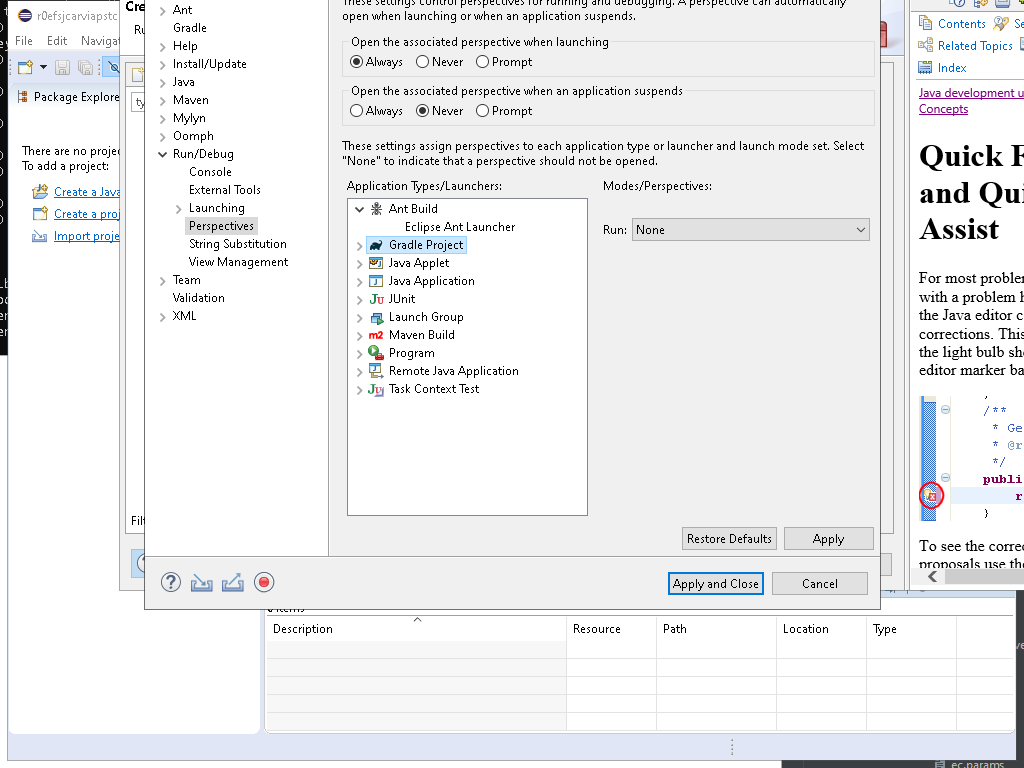 r0efsjcarviapstc
File Edit Navigat
Package Explore
There are no projec
To add a project:
Create a Java
Create a proj
Import proje
Cre
Ru
Filt
Ant
Gradle
Help
Install/Update
Java
Maven
Mylyn
Oomph
Run/Debug
Console
External Tools
Launching
Perspectives
String Substitution
View Management
Team
Validation
XML
These settings control perspectives for running and debugging. A perspective can automatically
open when launching or when an application suspends.
Open the associated perspective when launching
Always Never Prompt
Open the associated perspective when an application suspends
Always Never Prompt
These settings assign perspectives to each application type or launcher and launch mode set. Select
"None" to indicate that a perspective should not be opened.
Application Types/Launchers:
Modes/Perspectives:
Ant Build
Eclipse Ant Launcher
Gradle Project
Java Applet
Java Application
JUnit
Launch Group
Maven Build
Program
Remote Java Application
Task Context Test
Run: None
Restore Defaults
Apply
Apply and Close
Cancel
Contents Se
Related Topics
Index
Java development u
Concepts
Quick F
and Qui
Assist
For most problem
with a problem h
the Java editor c
corrections. This
the light bulb sho
editor marker ba
/**
* Ge
* @r
*/
publi
r
}
To see the correc
proposals use the
items
Description Resource Path Location Type
ec.params